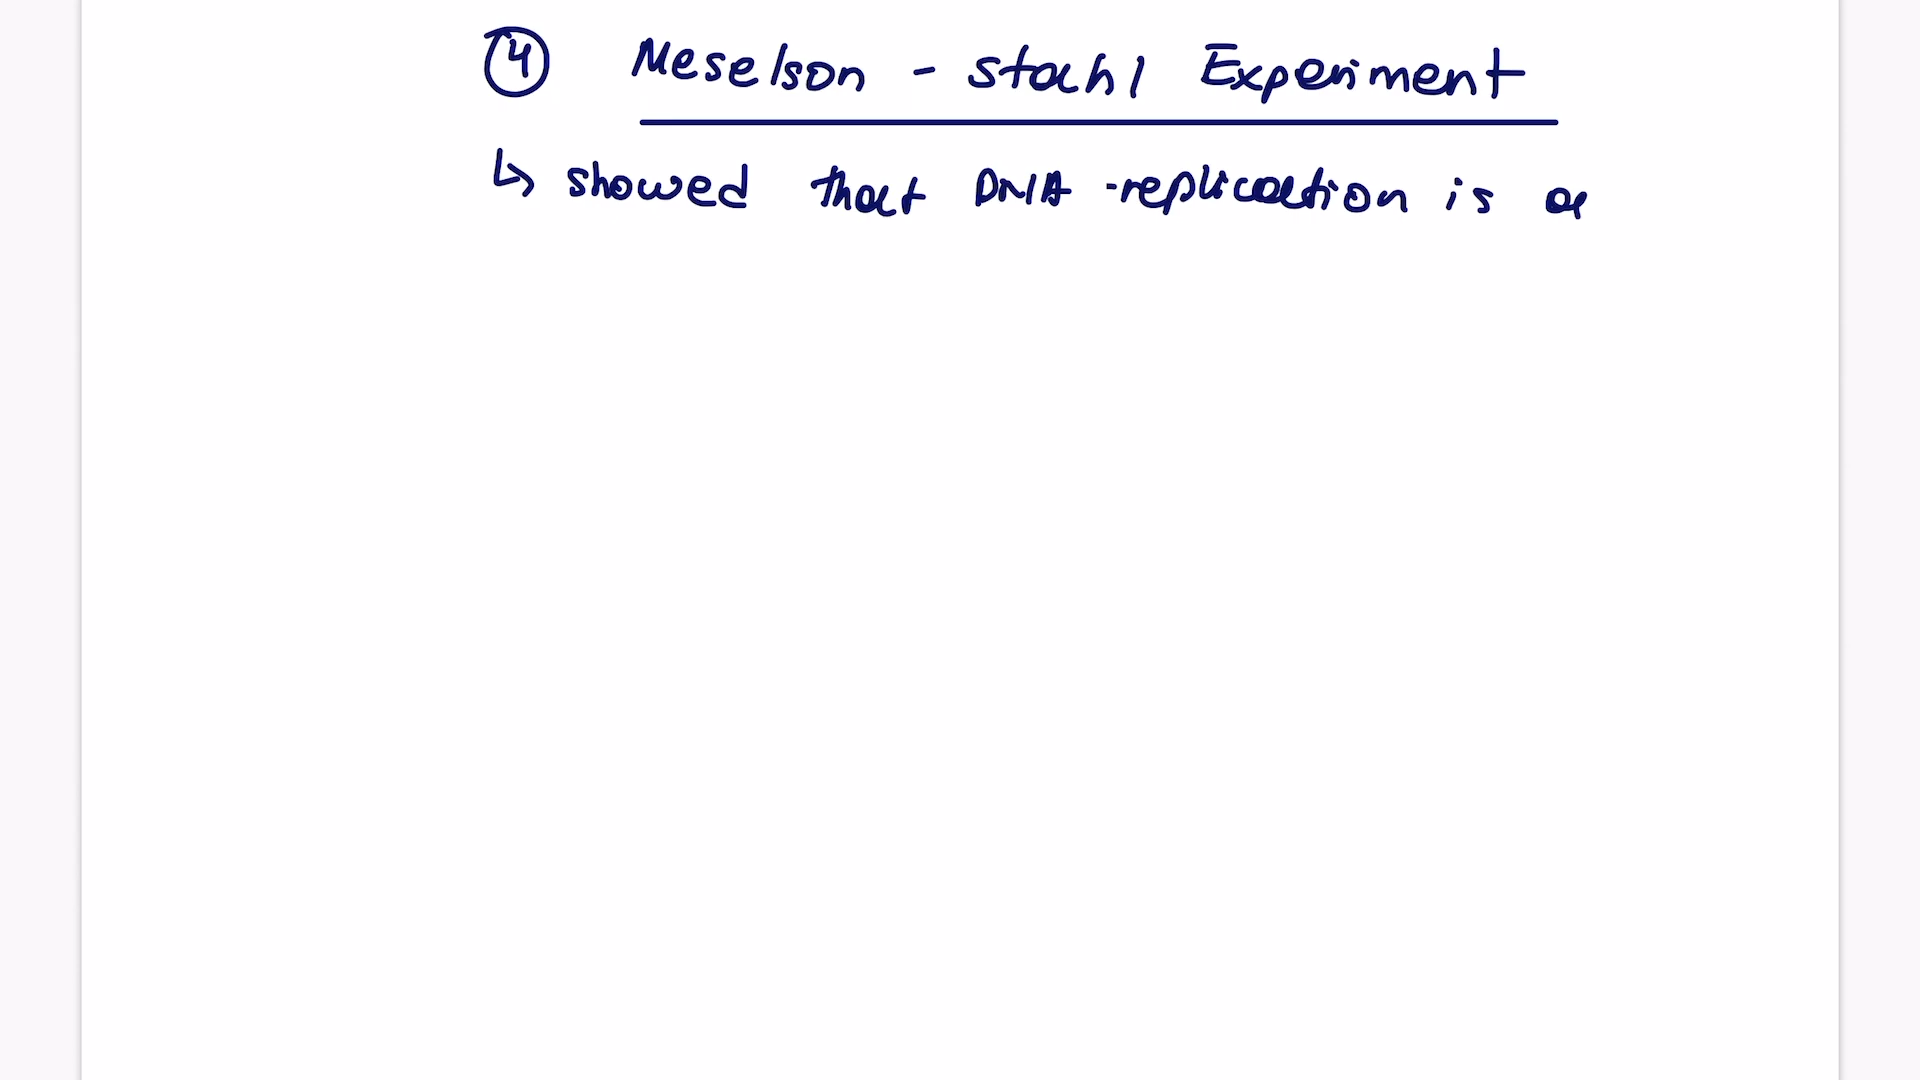 4 Meselson - Stahl Experiment
↳ showed that DNA-replication is a